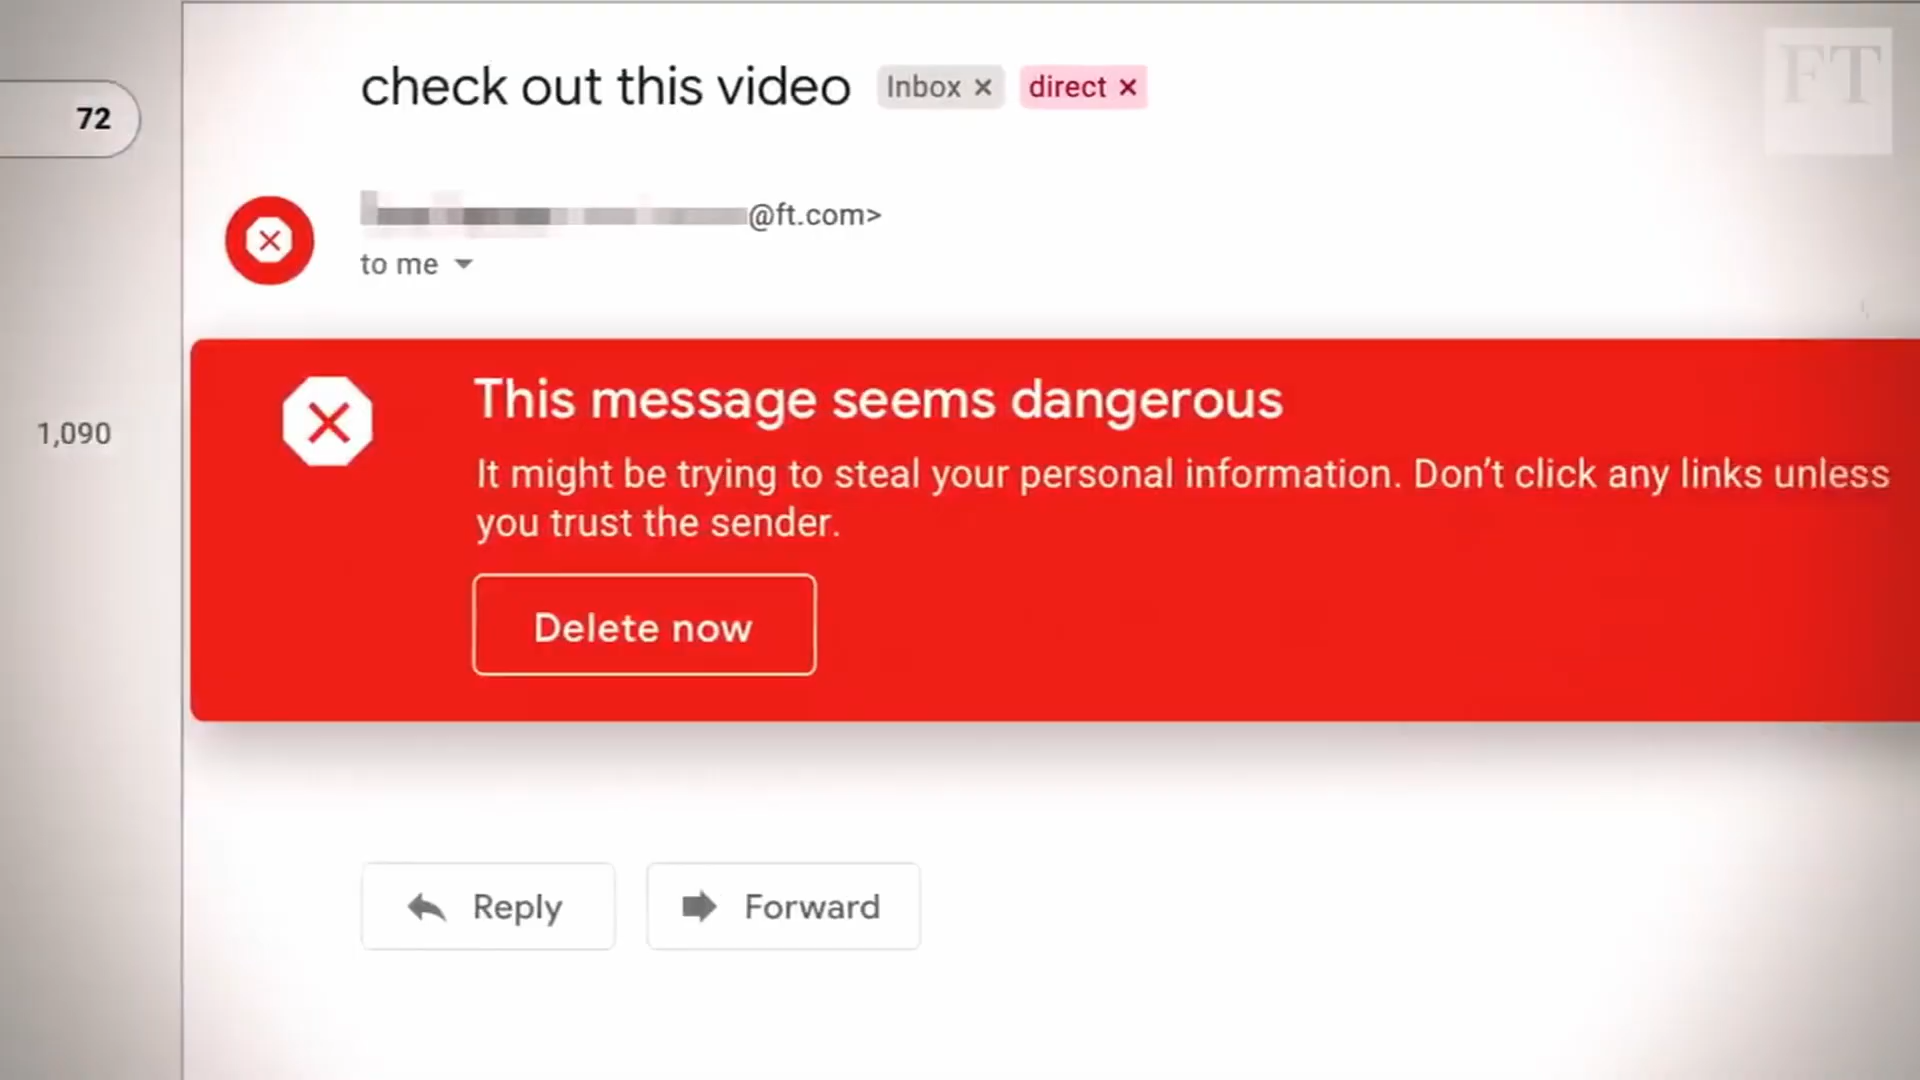 check out this video Inbox × direct ×
FT
72
@ft.com>
to me
1,090
This message seems dangerous
It might be trying to steal your personal information. Don't click any links unless
you trust the sender.
Delete now
Reply Forward